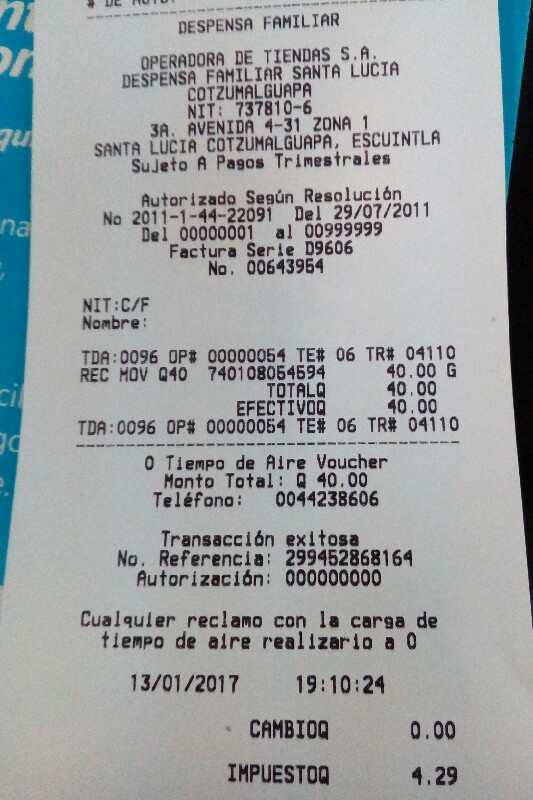 # DE AUTO:
DESPENSA FAMILIAR
OPERADORA DE TIENDAS S.A.
DESPENSA FAMILIAR SANTA LUCIA
COTZUMALGUAPA
NIT: 737810-6
3A. AVENIDA 4-31 ZONA 1
SANTA LUCIA COTZUMALGUAPA, ESCUINTLA
SuJeto A Pagos Trimestrales
Autorizado Según Resolución
No 2011-1-44-22091 Del 29/07/2011
Del 00000001 al 00999999
Factura Serie D9606
No. 00643954
NIT:C/F
Nombre:
TDA:0096 OP# 00000054 TE# 06 TR# 04110
REC MOV Q40 740108054594 40.00 G
TOTALQ 40.00
EFECTIVOQ 40.00
TDA:0096 OP# 00000054 TE# 06 TR# 04110
0 Tiempo de Aire Voucher
Monto Total: Q 40.00
Teléfono: 0044238606
Transacción exitosa
No. Referencia: 299452868164
Autorización: 000000000
Cualquier reclamo con la carga de
tiempo de aire realizarlo a 0
13/01/2017 19:10:24
CAMBIOQ 0.00
IMPUESTOQ 4.29